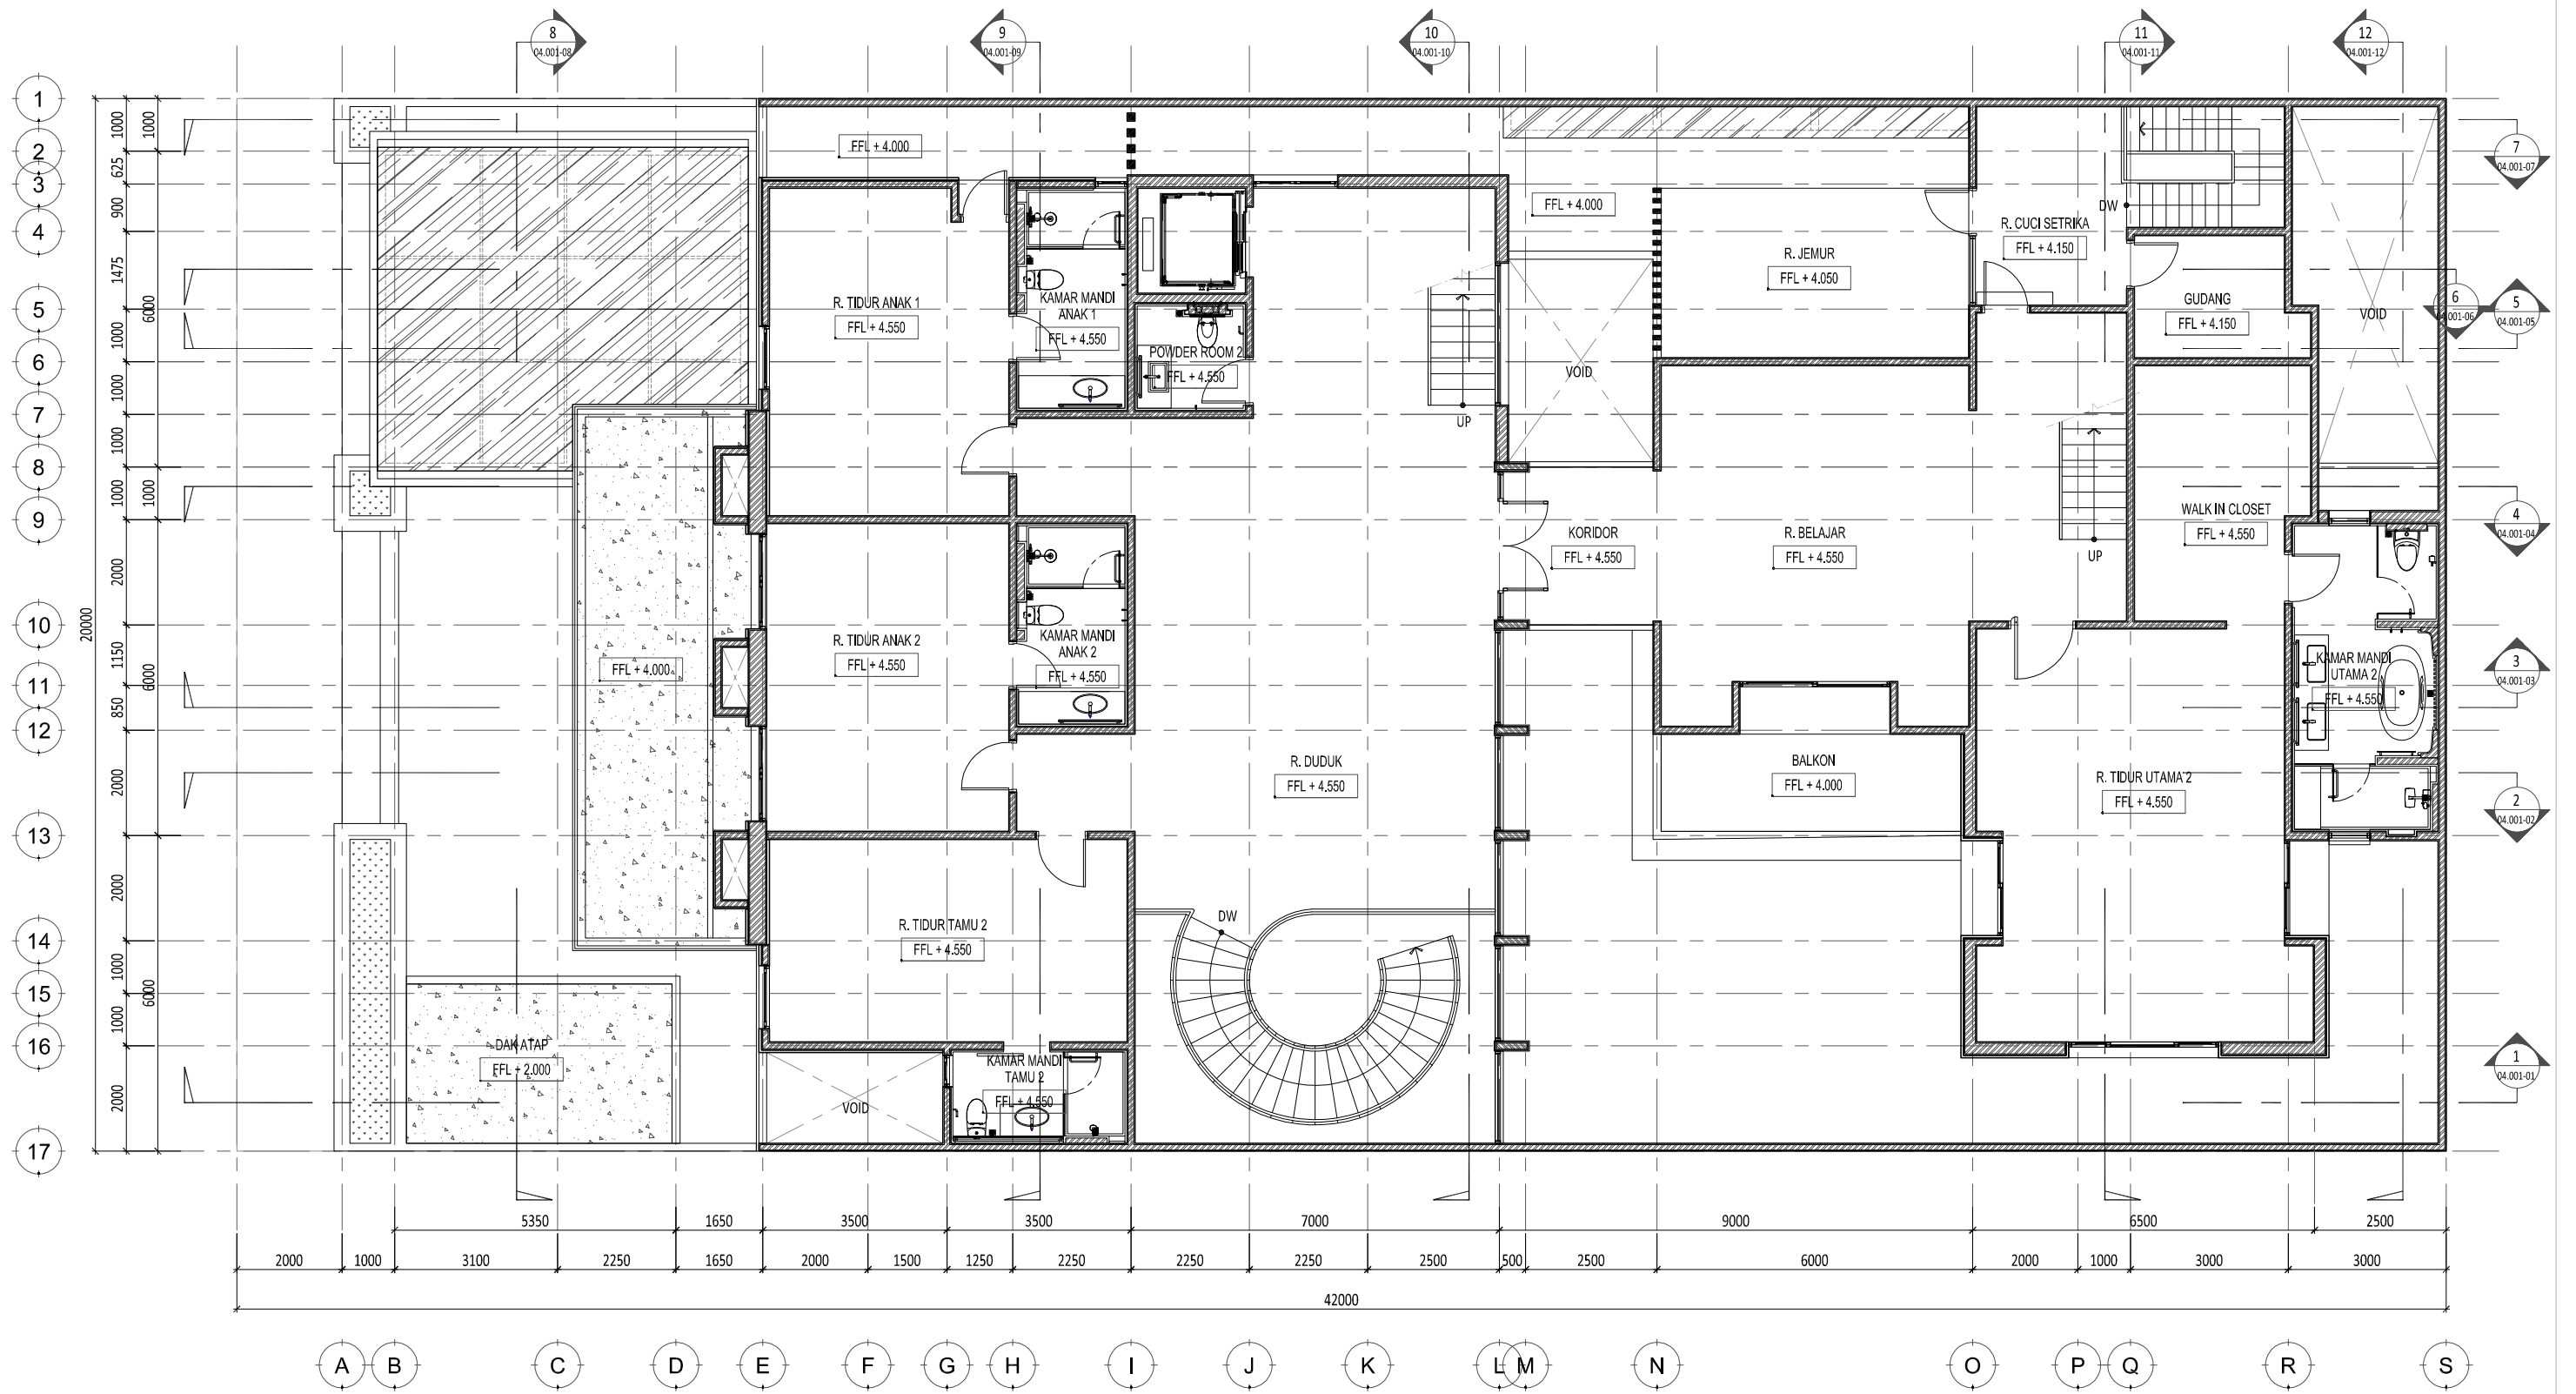 8
04.001-08
9
04.001-09
10
04.001-10
11
04.001-11
12
04.001-12
1
2
3
4
5
6
7
8
9
10
11
12
13
14
15
16
17
20000
1000
625
900
1475
1000
1000
1000
1000
2000
1150
850
2000
2000
1000
1000
2000
1000
6000
1000
6000
6000
FFL + 4.000
FFL + 4.000
R. TIDUR ANAK 1
FFL + 4.550
KAMAR MANDI
ANAK 1
FFL + 4.550
POWDER ROOM 2
FFL + 4.550
UP
VOID
R. JEMUR
FFL + 4.050
R. CUCI SETRIKA
FFL + 4.150
DW
GUDANG
FFL + 4.150
VOID
7
04.001-07
6
04.001-06
5
04.001-05
WALK IN CLOSET
FFL + 4.550
4
04.001-04
KORIDOR
FFL + 4.550
R. BELAJAR
FFL + 4.550
UP
FFL + 4.000
R. TIDUR ANAK 2
FFL + 4.550
KAMAR MANDI
ANAK 2
FFL + 4.550
KAMAR MANDI
UTAMA 2
FFL + 4.550
3
04.001-03
R. DUDUK
FFL + 4.550
BALKON
FFL + 4.000
R. TIDUR UTAMA 2
FFL + 4.550
2
04.001-02
R. TIDUR TAMU 2
FFL + 4.550
DW
DAK ATAP
FFL + 2.000
VOID
KAMAR MANDI
TAMU 2
FFL + 4.550
1
04.001-01
5350
1650
3500
3500
7000
9000
6500
2500
2000
1000
3100
2250
1650
2000
1500
1250
2250
2250
2250
2500
500
2500
6000
2000
1000
3000
3000
42000
A
B
C
D
E
F
G
H
I
J
K
L
M
N
O
P
Q
R
S